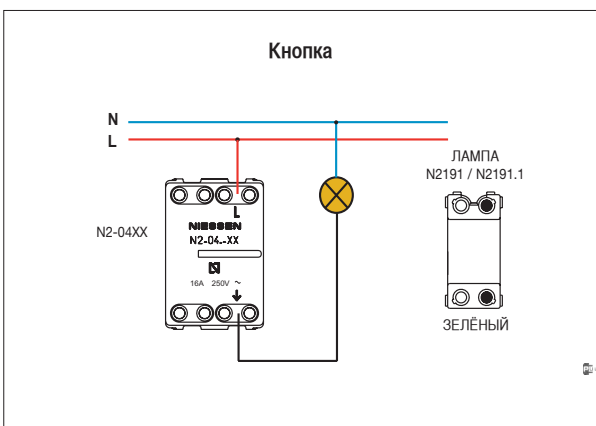 Кнопка
N
L
ЛАМПА
N2191 / N2191.1
L
NIESSEN
N2-04XX
N2-04..-XX
16A 250V ~
ЗЕЛЁНЫЙ